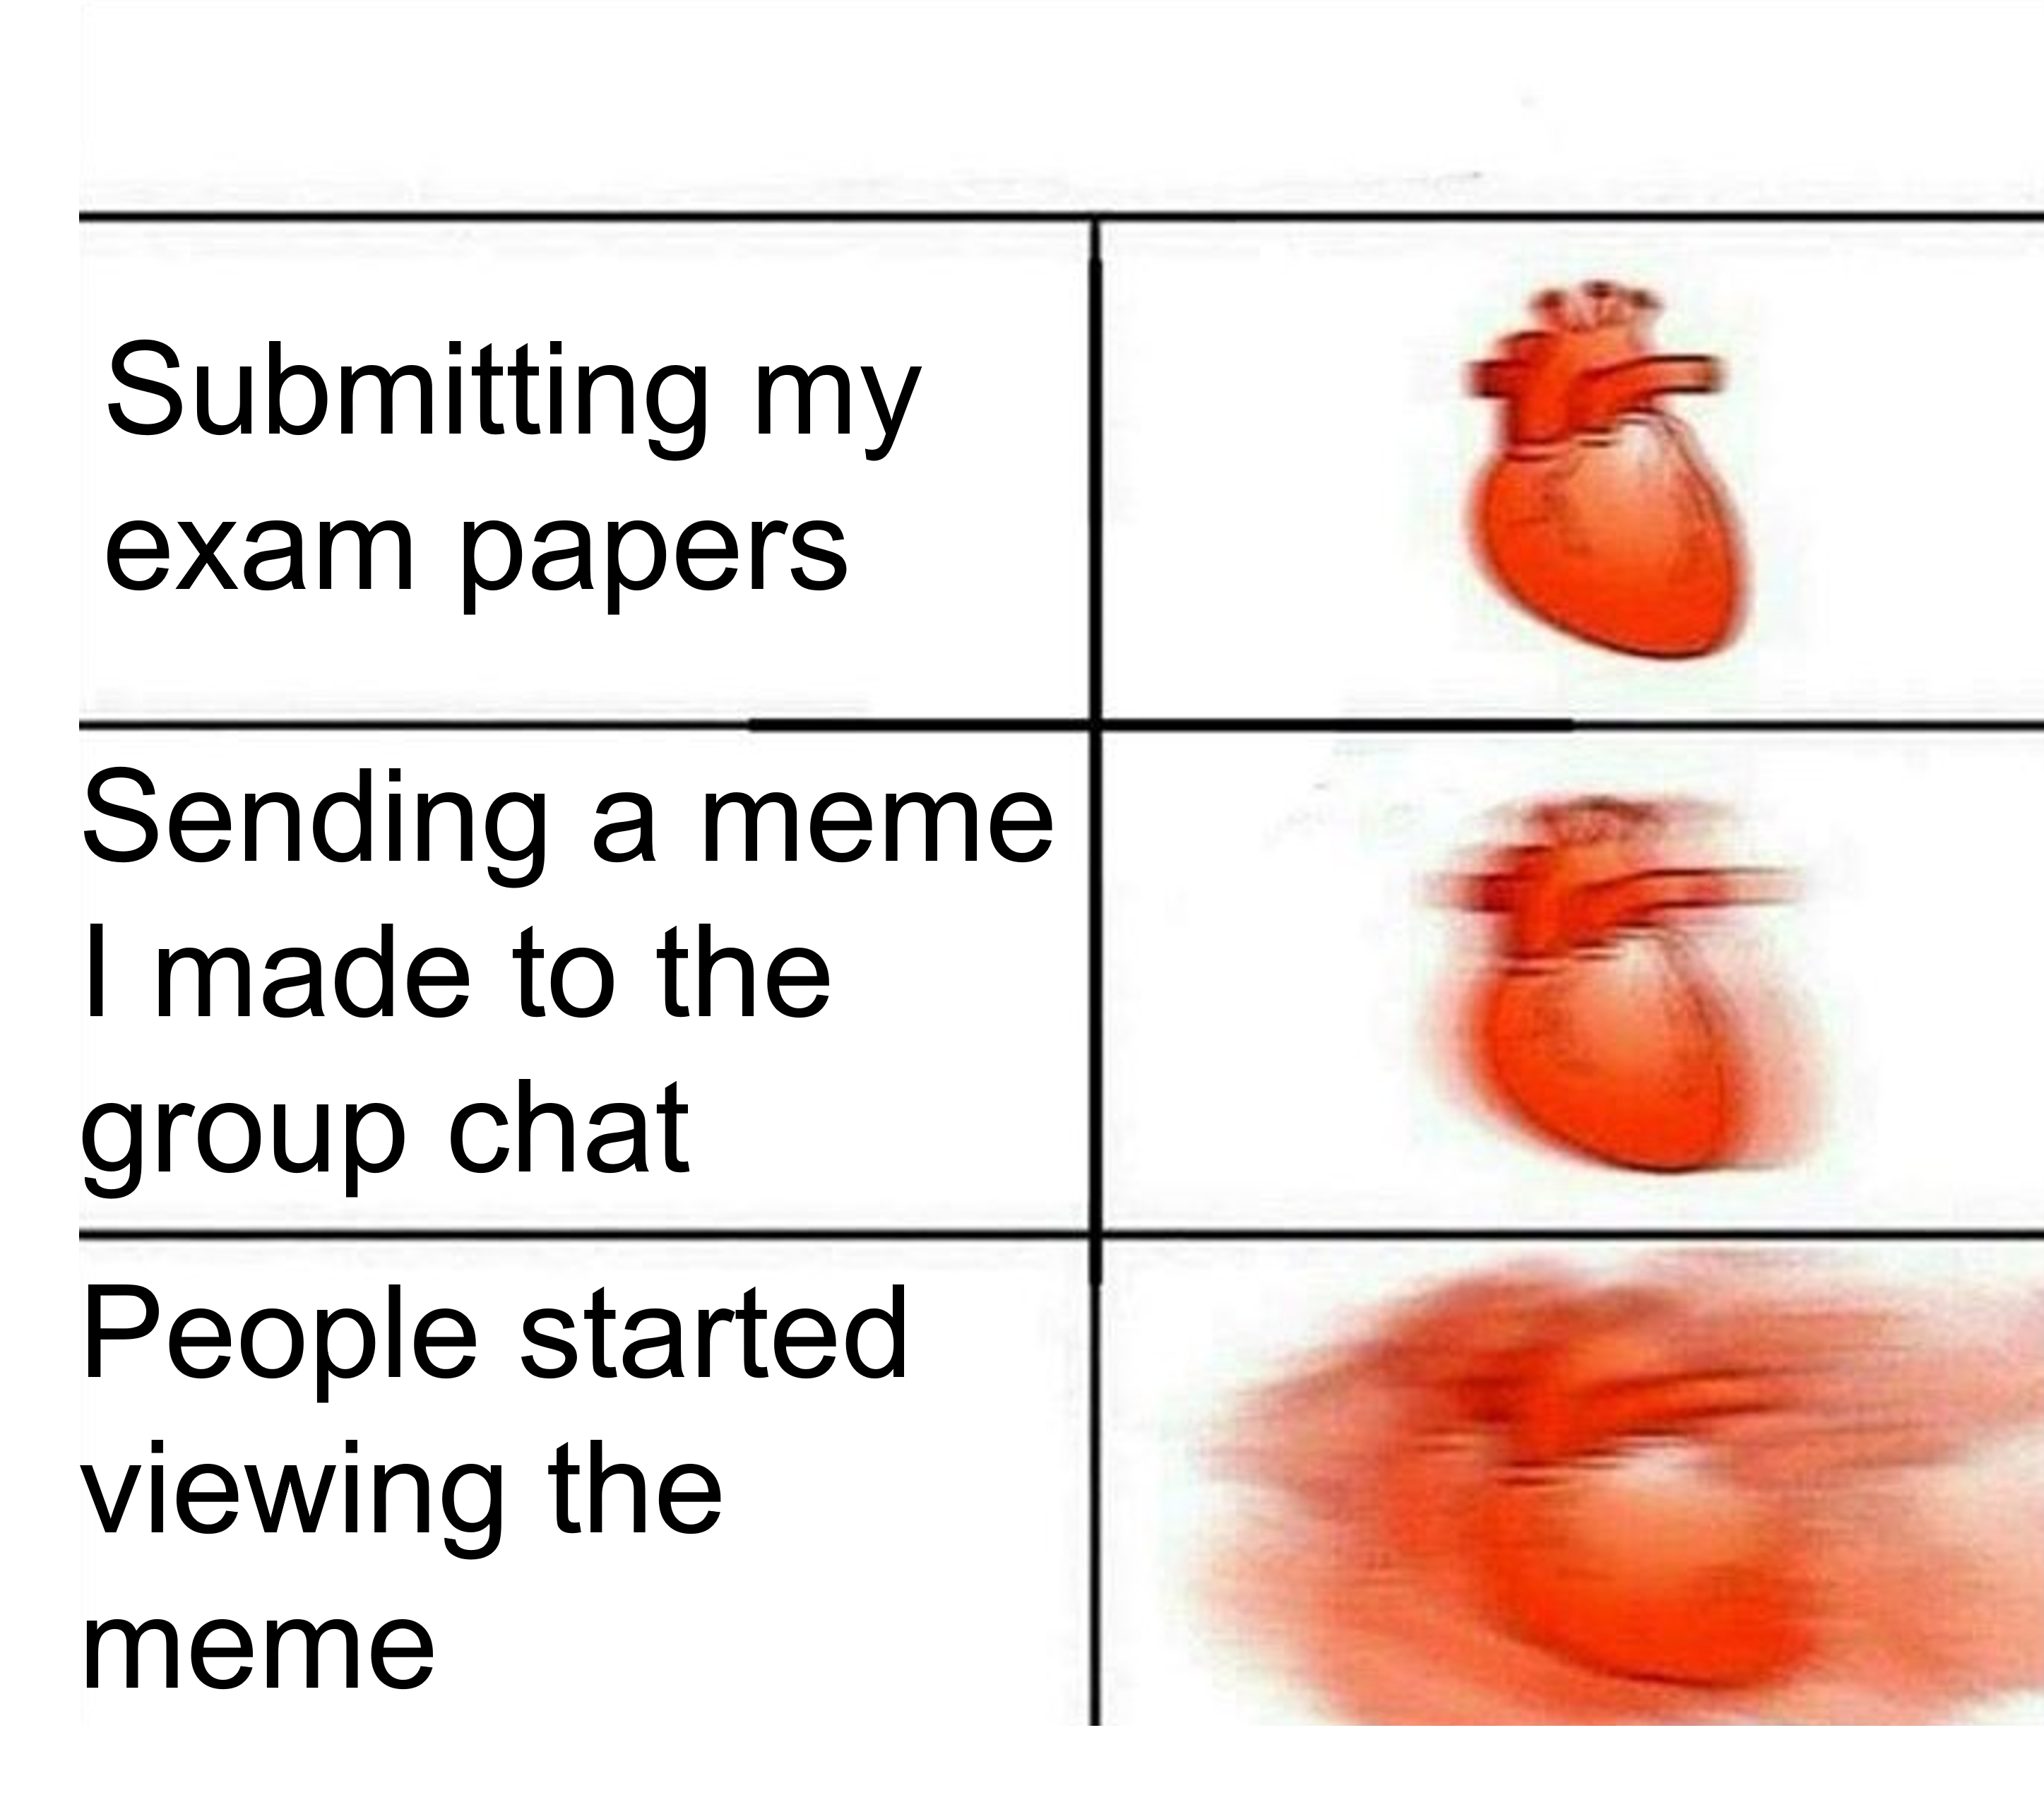 Submitting my
exam papers
Sending a meme
I made to the
group chat
People started
viewing the
meme